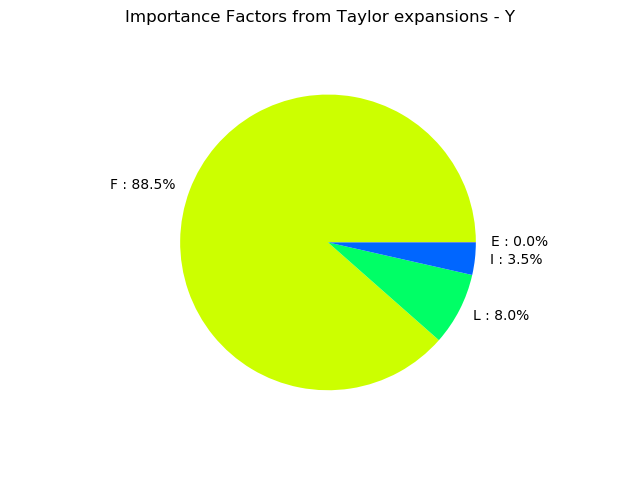 Importance Factors from Taylor expansions - Y
F : 88.5%
E : 0.0%
I : 3.5%
L : 8.0%